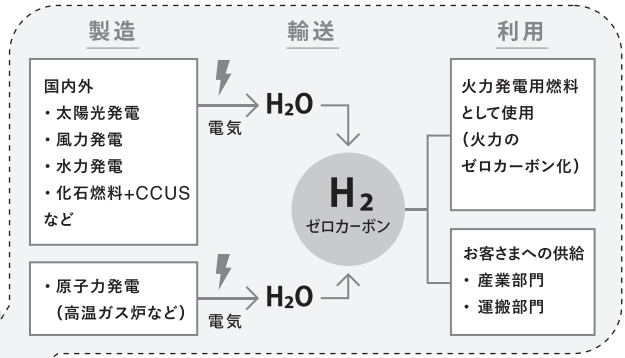 製造
輸送
利用
国内外
・太陽光発電
・風力発電
・水力発電
・化石燃料+CCUS
など
電気
H₂O
・原子力発電
（高温ガス炉など）
電気
H₂O
H₂
ゼロカーボン
火力発電用燃料
として使用
（火力の
ゼロカーボン化）
お客さまへの供給
・産業部門
・運搬部門